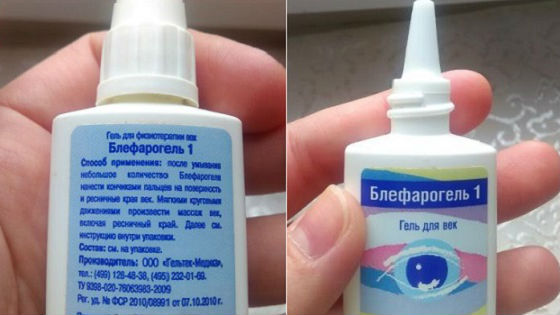 Гель для физиотерапии век
Блефарогель 1
Способ применения: после умывания
небольшое количество Блефарогеля
нанести кончиками пальцев на поверхность
и ресничные края век. Мягкими круговыми
движениями произвести массаж век,
включая ресничный край. Далее см.
инструкцию внутри упаковки.
Состав: см. на упаковке.
Производитель: ООО «Гельтек-Медика»,
тел.: (499) 126-48-38, (495) 232-01-69.
ТУ 9398-020-76063983-2009
Рег. уд. № ФСР 2010/08991 от 07.10.2010 г.
Блефарогель 1
Гель для век